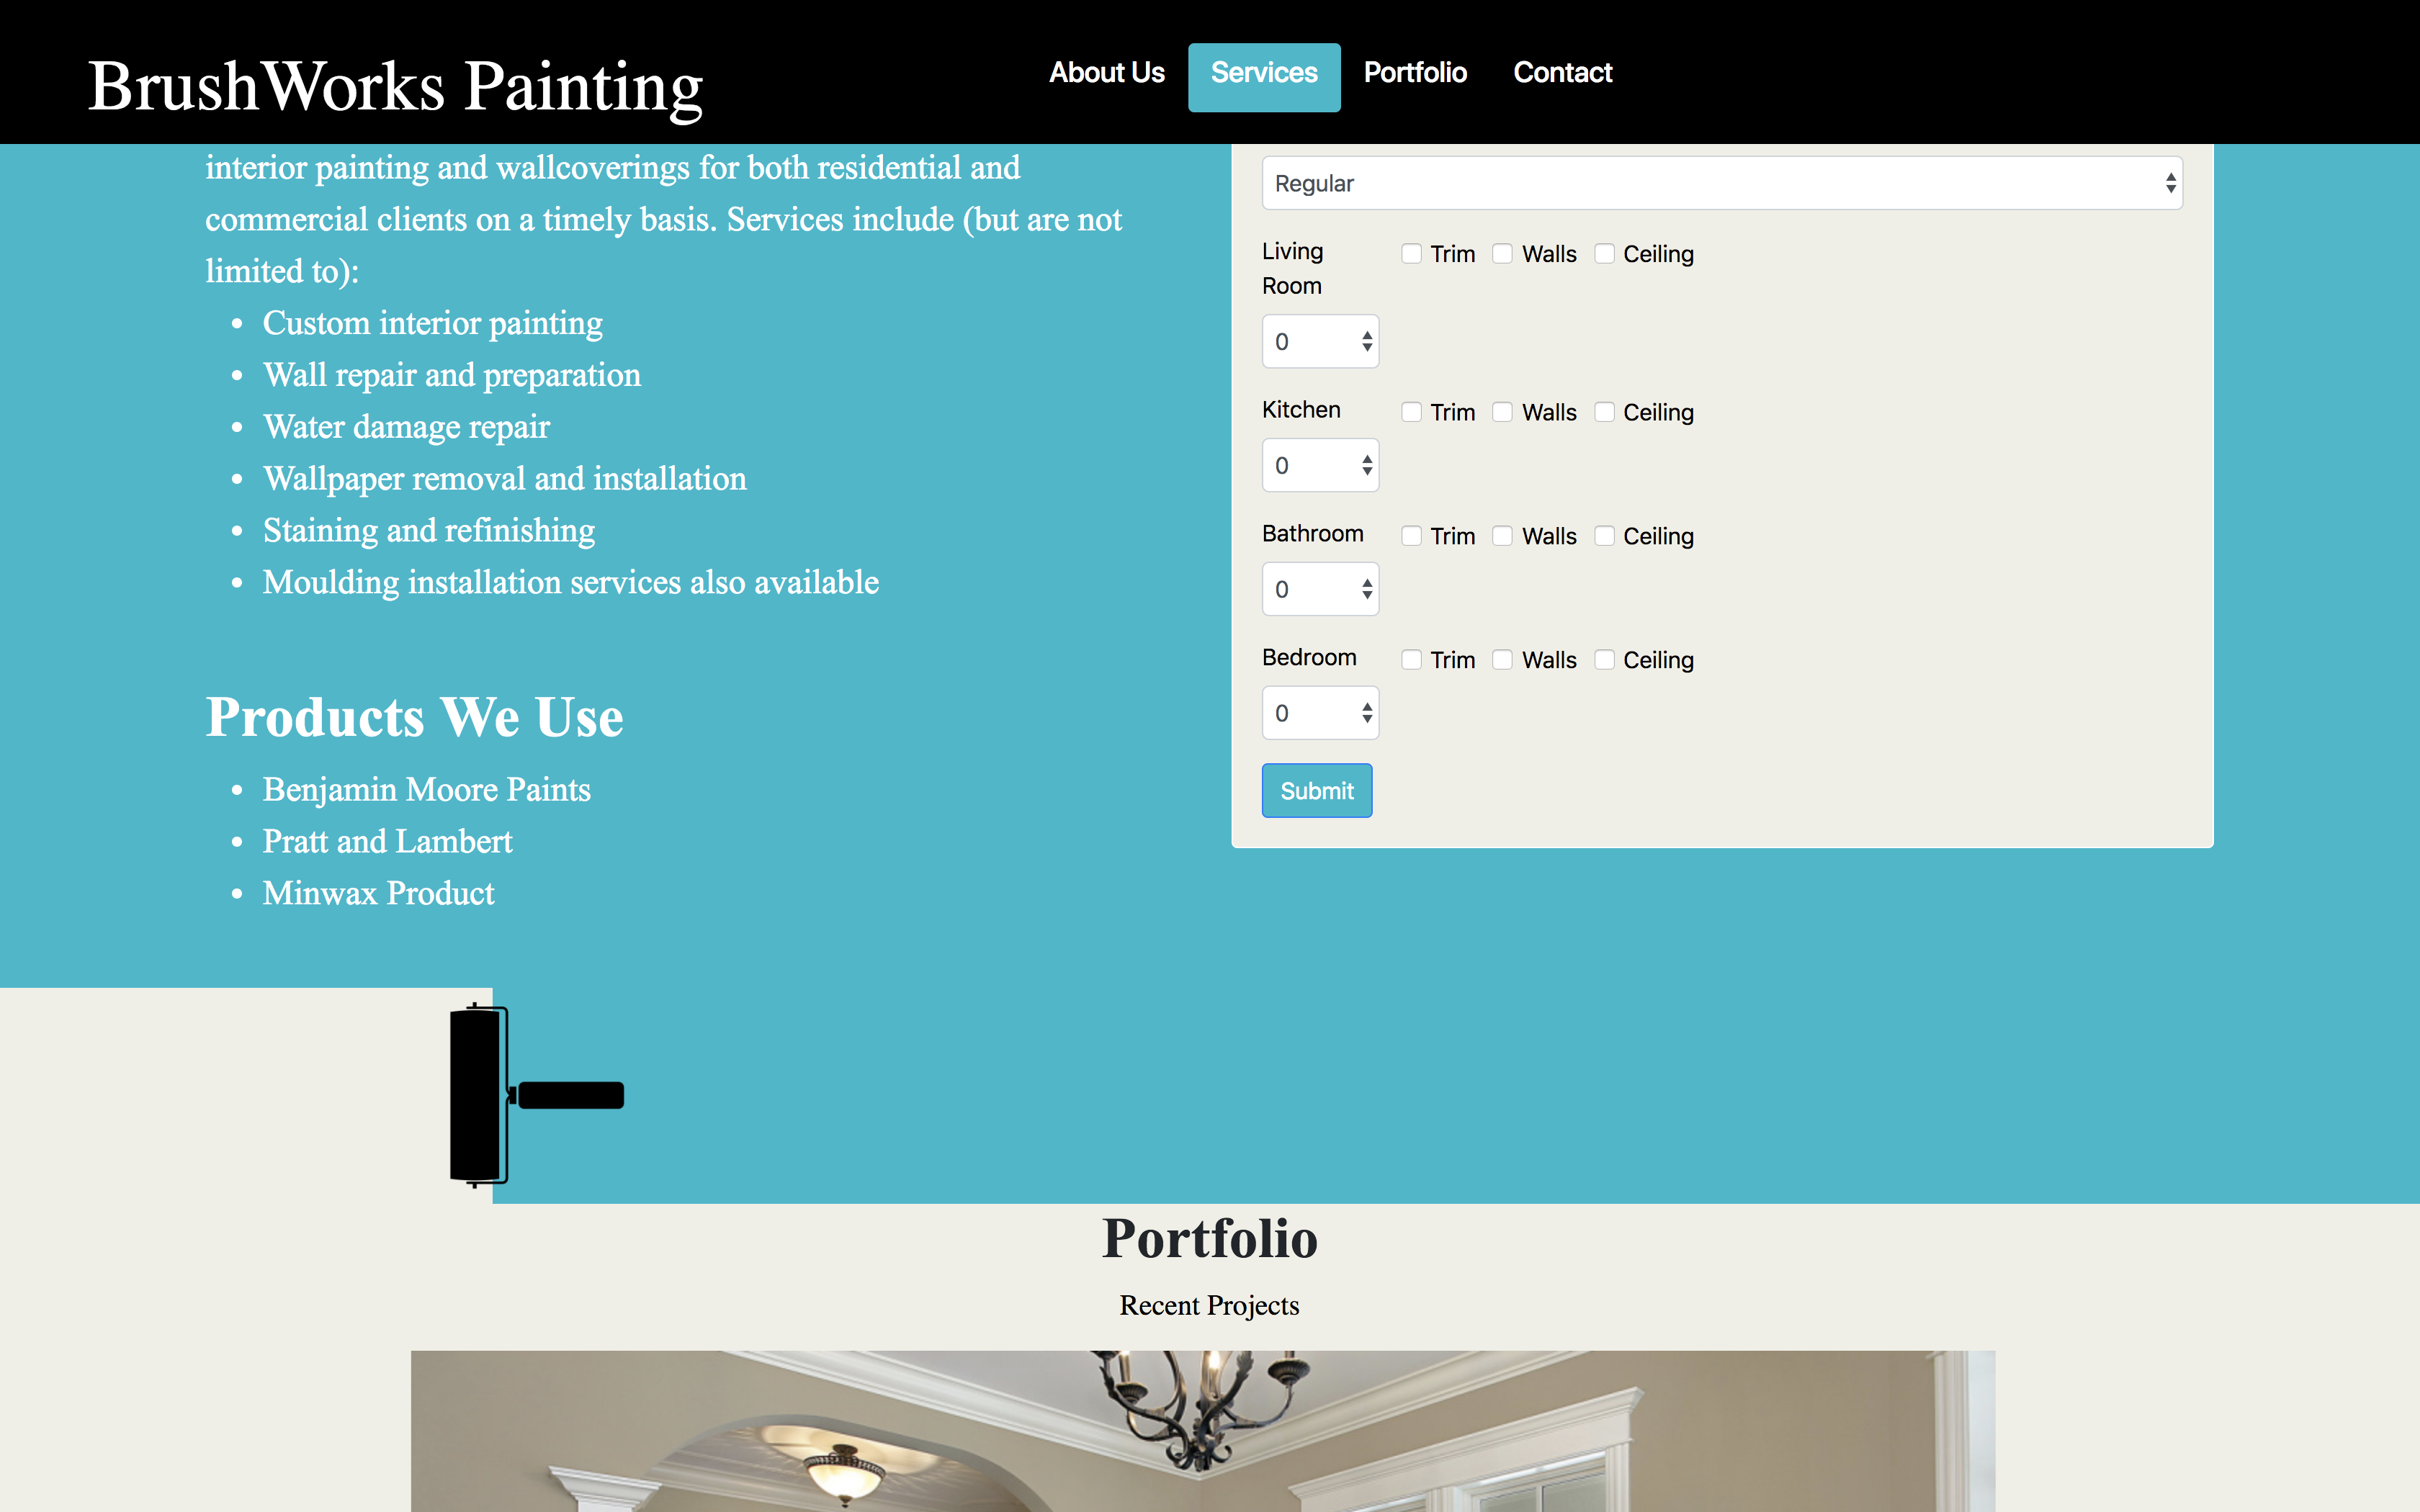 BrushWorks Painting
About Us
Services
Portfolio
Contact
interior painting and wallcoverings for both residential and
commercial clients on a timely basis. Services include (but are not
limited to):
Custom interior painting
Wall repair and preparation
Water damage repair
Wallpaper removal and installation
Staining and refinishing
Moulding installation services also available
Products We Use
Benjamin Moore Paints
Pratt and Lambert
Minwax Product
Regular
Living
Room
Trim Walls Ceiling
0
Kitchen
Trim Walls Ceiling
0
Bathroom
Trim Walls Ceiling
0
Bedroom
Trim Walls Ceiling
0
Submit
Portfolio
Recent Projects